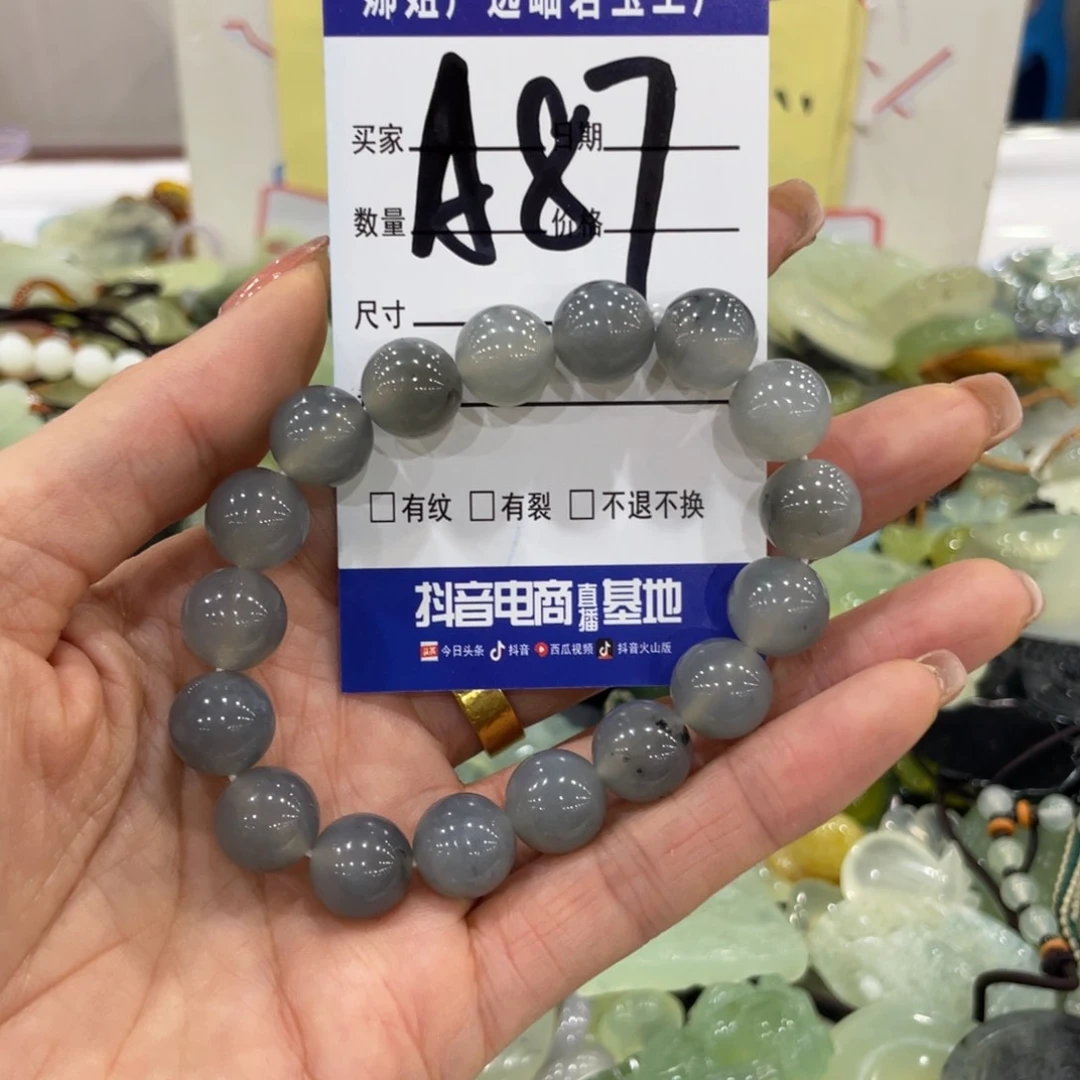 A87
买家 日期
数量 价格
尺寸
□有纹 □有裂 □不退不换
抖音电商直播基地
今日头条 抖音 西瓜视频 抖音火山版